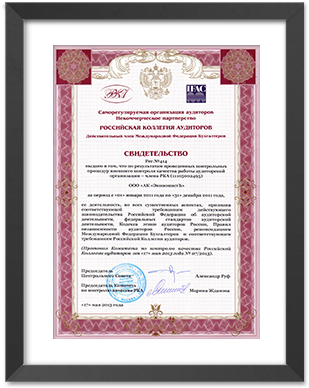 РКА
IFAC
Саморегулируемая организация аудиторов
Некоммерческое партнерство
РОССИЙСКАЯ КОЛЛЕГИЯ АУДИТОРОВ
Действительный член Международной Федерации Бухгалтеров
СВИДЕТЕЛЬСТВО
Рег.№414
выдано в том, что по результатам проведенных контрольных
процедур внешнего контроля качества работы аудиторской
организации – члена РКА
ООО «АК «ЭкономистЪ»
за период с «01» января 2011 года по «31» декабря 2011 года,
ее деятельность, во всех существенных аспектах, признана
соответствующей требованиям действующего
законодательства Российской Федерации об аудиторской
деятельности, федеральных стандартов аудиторской
деятельности, Кодекса этики аудиторов России, Правил
независимости аудиторов России, рекомендациям
Международной Федерации Бухгалтеров и соответствующим
требованиям Российской Коллегии аудиторов.
(Протокол Комитета по контролю качества Российской
Коллегии аудиторов от «17» мая 2013 года № 07/2013).
Председатель
Центрального Совета
Александр Руф
Председатель Комитета
по контролю качества РКА
Марина Жданова
«17» мая 2013